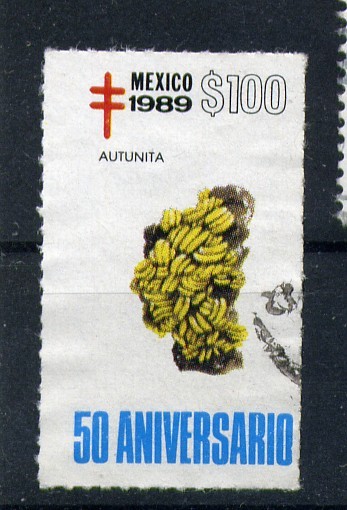 MEXICO
1989 $100
AUTUNITA
50 ANIVERSARIO